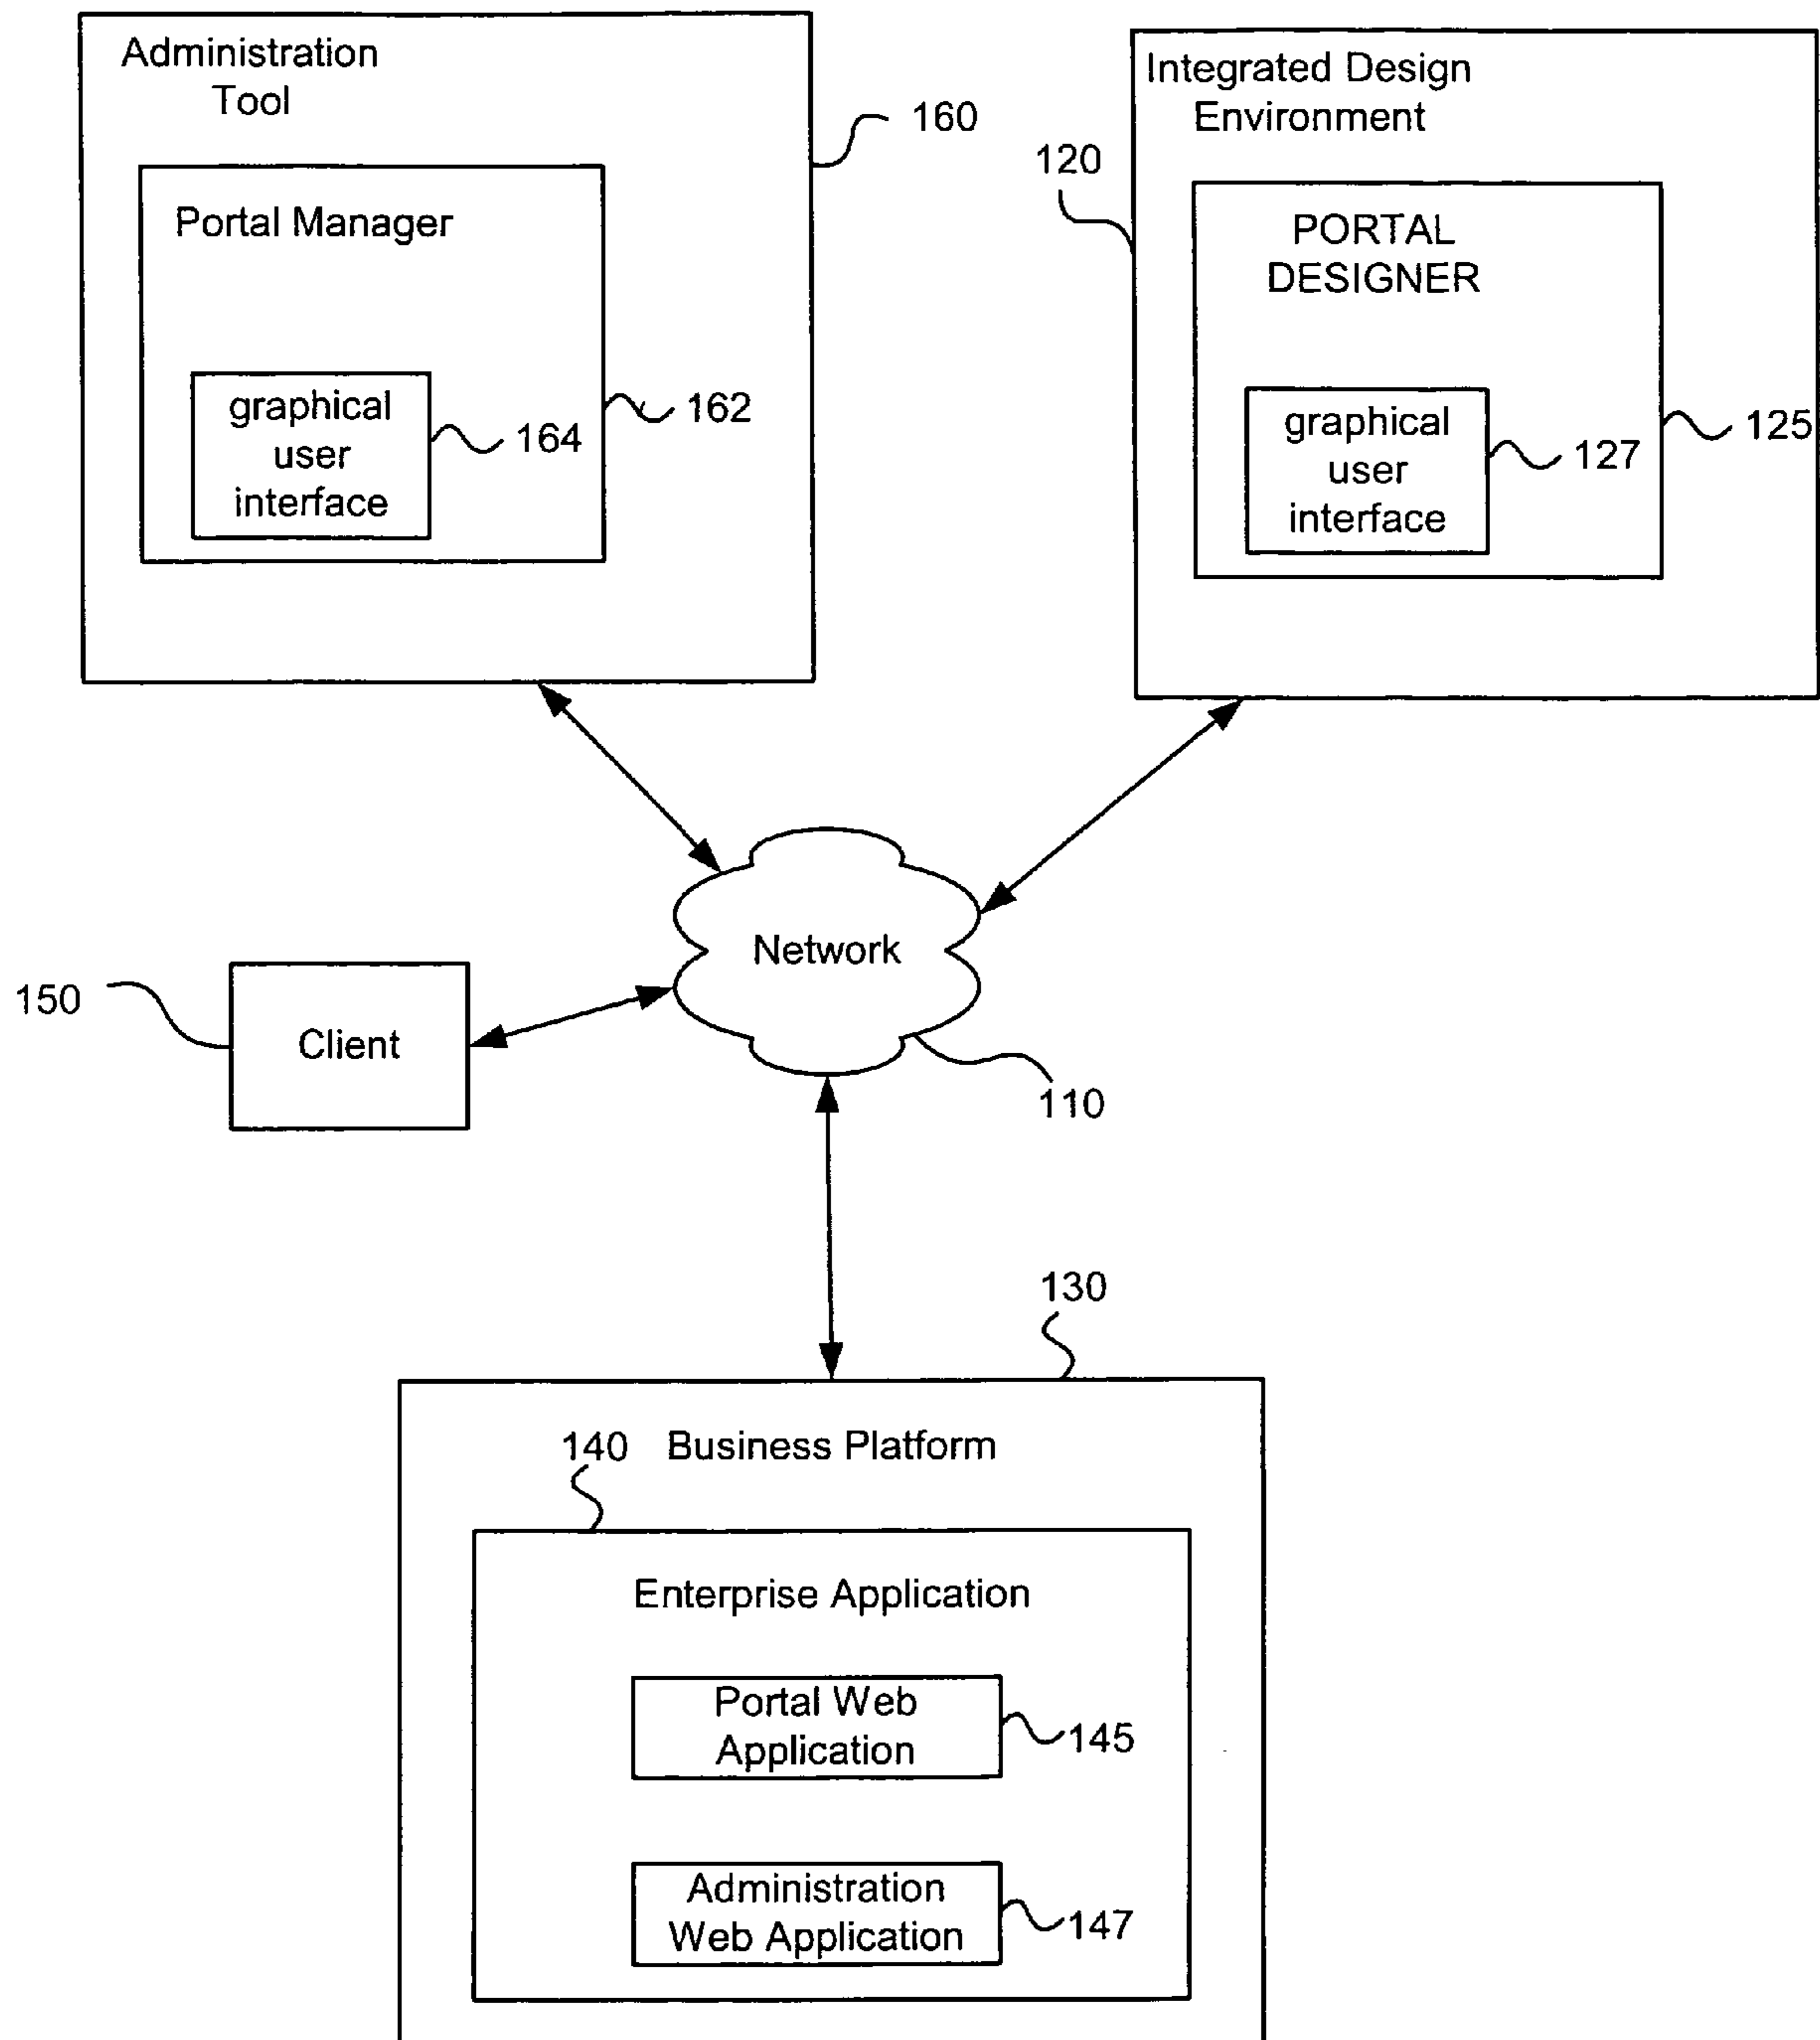 Administration
Tool
160
Portal Manager
graphical
user
interface
164
162
Integrated Design
Environment
120
PORTAL
DESIGNER
graphical
user
interface
127
125
Network
110
150
Client
130
Business Platform
140
Enterprise Application
Portal Web
Application
145
Administration
Web Application
147